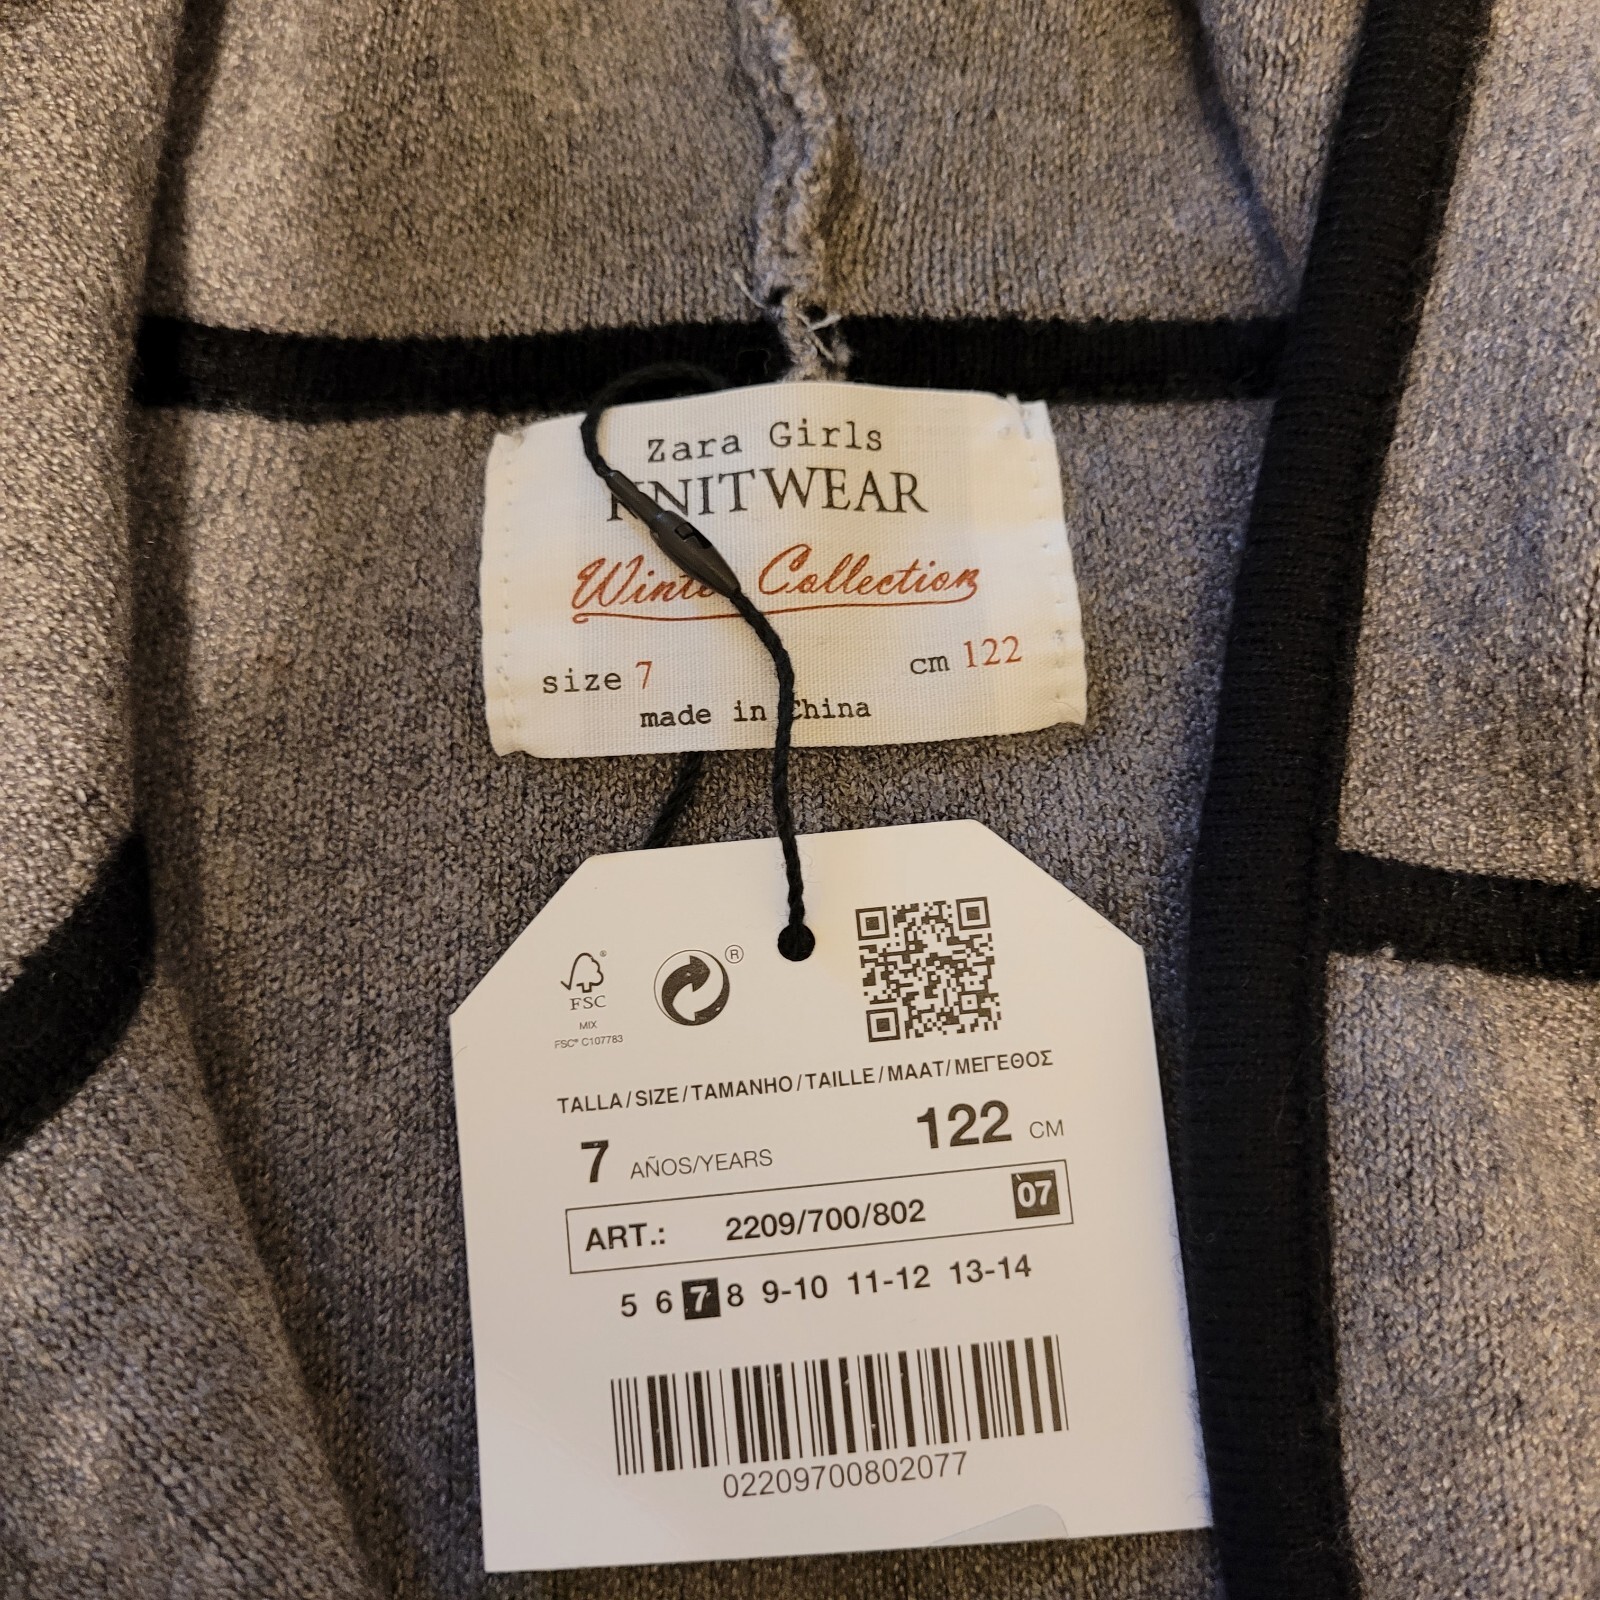 Zara Girls
KNITWEAR
Winter Collection
size 7 cm 122
made in China
FSC®
MIX
FSC® C107783
®
TALLA/SIZE/TAMANHO/TAILLE/MAAT/ΜΕΓΕΘΟΣ
7 AÑOS/YEARS 122 CM
ART.: 2209/700/802 07
5 6 7 8 9-10 11-12 13-14
02209700802077